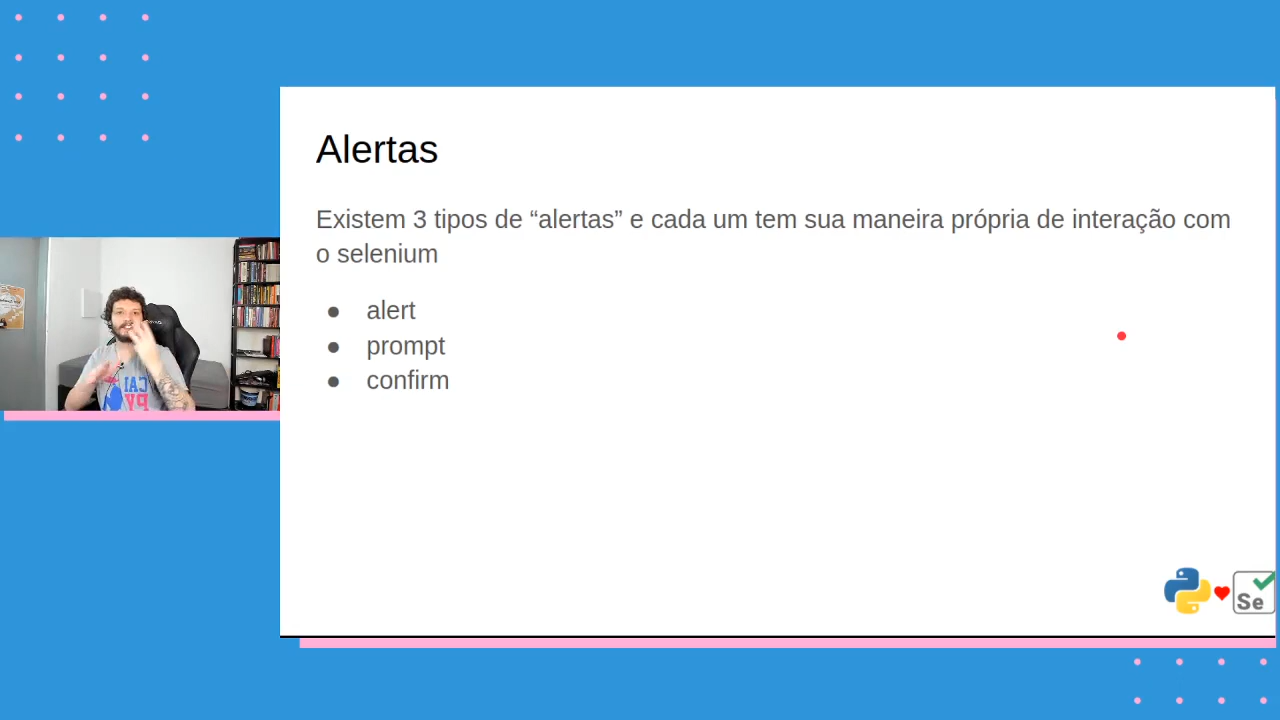 Alertas
Existem 3 tipos de “alertas” e cada um tem sua maneira própria de interação com
o selenium
● alert
● prompt
● confirm
Se